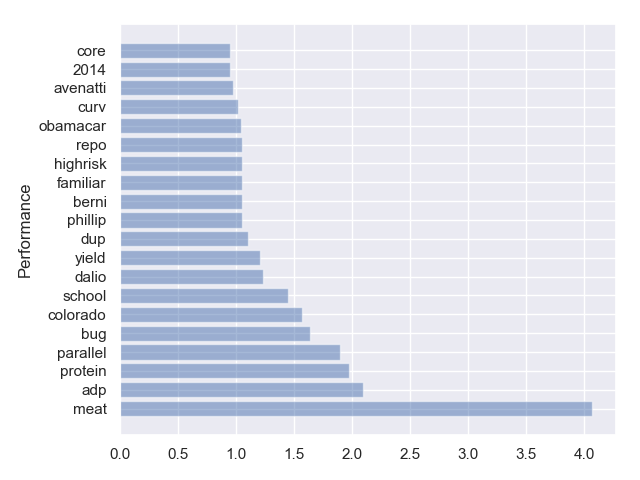 core
2014
avenatti
curv
obamacar
repo
highrisk
familiar
berni
phillip
dup
yield
dalio
school
colorado
bug
parallel
protein
adp
meat
Performance
0.0 0.5 1.0 1.5 2.0 2.5 3.0 3.5 4.0